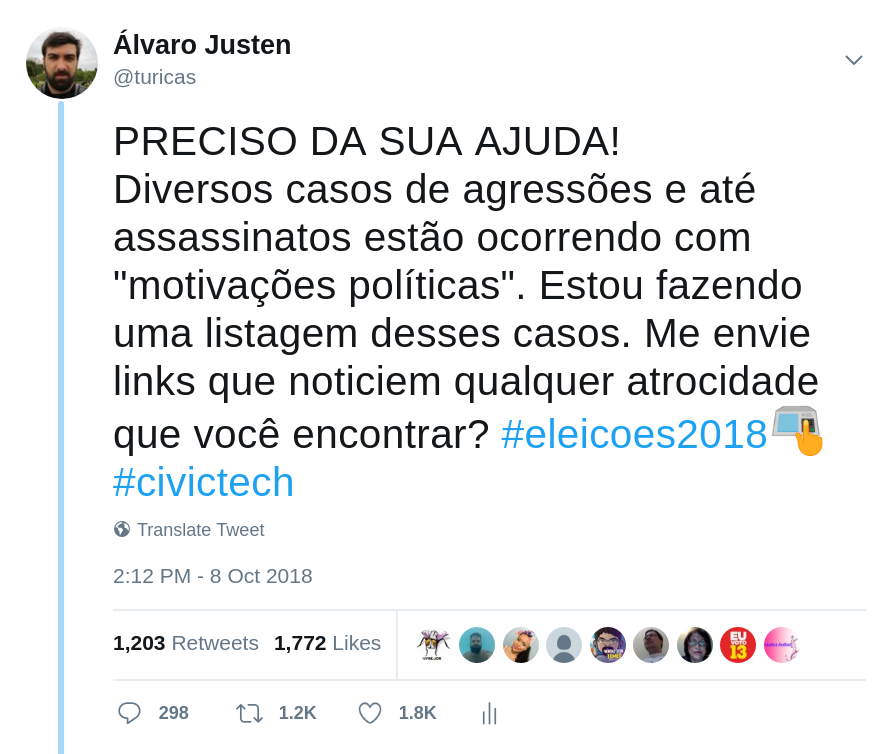 Álvaro Justen
@turicas
PRECISO DA SUA AJUDA!
Diversos casos de agressões e até
assassinatos estão ocorrendo com
"motivações políticas". Estou fazendo
uma listagem desses casos. Me envie
links que noticiem qualquer atrocidade
que você encontrar? #eleicoes2018
#civictech
Translate Tweet
2:12 PM - 8 Oct 2018
1,203 Retweets 1,772 Likes
EU
VOTO
13
298 1.2K 1.8K